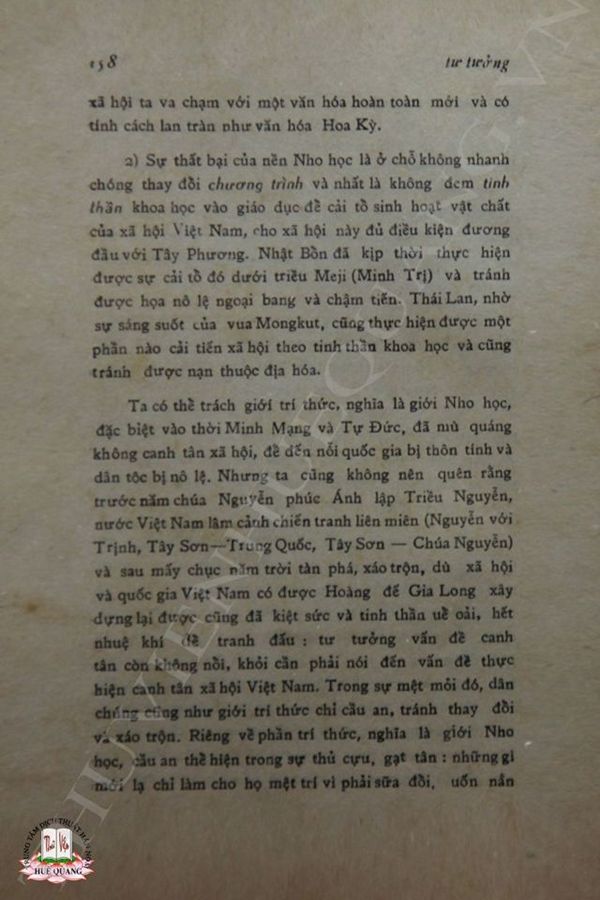 158 tư tưởng
xã hội ta va chạm với một văn hóa hoàn toàn mới và có
tính cách lan tràn như văn hóa Hoa Kỳ.
2) Sự thất bại của nền Nho học là ở chỗ không nhanh
chóng thay đổi chương trình và nhất là không đem tinh
thần khoa học vào giáo dục để cải tổ sinh hoạt vật chất
của xã hội Việt Nam, cho xã hội này đủ điều kiện đương
đầu với Tây Phương. Nhật Bổn đã kịp thời thực hiện
được sự cải tổ đó dưới triều Meji (Minh Trị) và tránh
được họa nô lệ ngoại bang và chậm tiến. Thái Lan, nhờ
sự sáng suốt của vua Mongkut, cũng thực hiện được một
phần nào cải tiến xã hội theo tinh thần khoa học và cũng
tránh được nạn thuộc địa hóa.
Ta có thể trách giới trí thức, nghĩa là giới Nho học,
đặc biệt vào thời Minh Mạng và Tự Đức, đã mù quáng
không canh tân xã hội, để đến nỗi quốc gia bị thôn tính và
dân tộc bị nô lệ. Nhưng ta cũng không nên quên rằng
trước năm chúa Nguyễn phúc Ánh lập Triều Nguyễn,
nước Việt Nam lâm cảnh chiến tranh liên miên (Nguyễn với
Trịnh, Tây Sơn—Trung Quốc, Tây Sơn — Chúa Nguyễn)
và sau mấy chục năm trời tàn phá, xáo trộn, dù xã hội
và quốc gia Việt Nam có được Hoàng đế Gia Long xây
dựng lại được cũng đã kiệt sức và tinh thần uể oải, hết
nhuệ khí để tranh đấu : tư tưởng vấn đề canh
tân còn không nổi, khỏi cần phải nói đến vấn đề thực
hiện canh tân xã hội Việt Nam. Trong sự mệt mỏi đó, dân
chúng cũng như giới trí thức chỉ cầu an, tránh thay đổi
và xáo trộn. Riêng về phần trí thức, nghĩa là giới Nho
học, cầu an thể hiện trong sự thủ cựu, gạt tân : những gì
mới lạ chỉ làm cho họ mệt trí vì phải sữa đổi, uốn nắn
TRUNG TÂM DỊCH THUẬT HÁN NÔM
Thư Viện
HUỆ QUANG
THƯ VIỆN HUỆ QUANG.VN